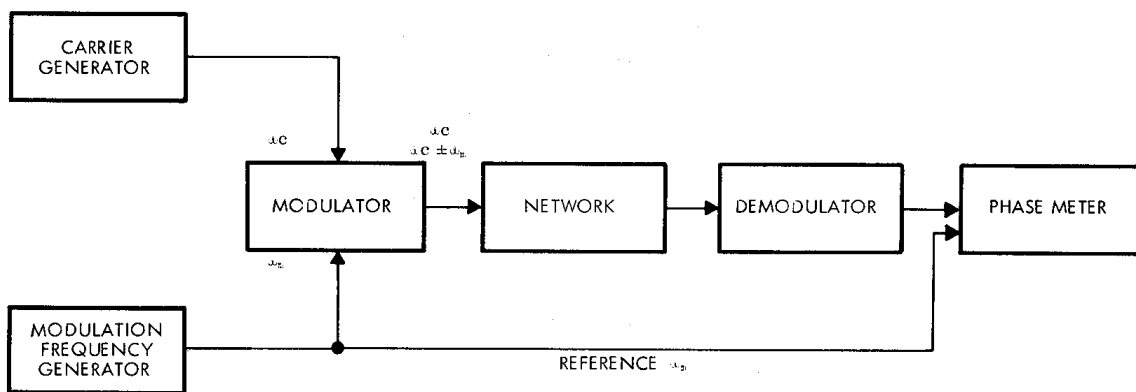 CARRIER
GENERATOR
MODULATOR
NETWORK
DEMODULATOR
PHASE METER
MODULATION
FREQUENCY
GENERATOR
REFERENCE